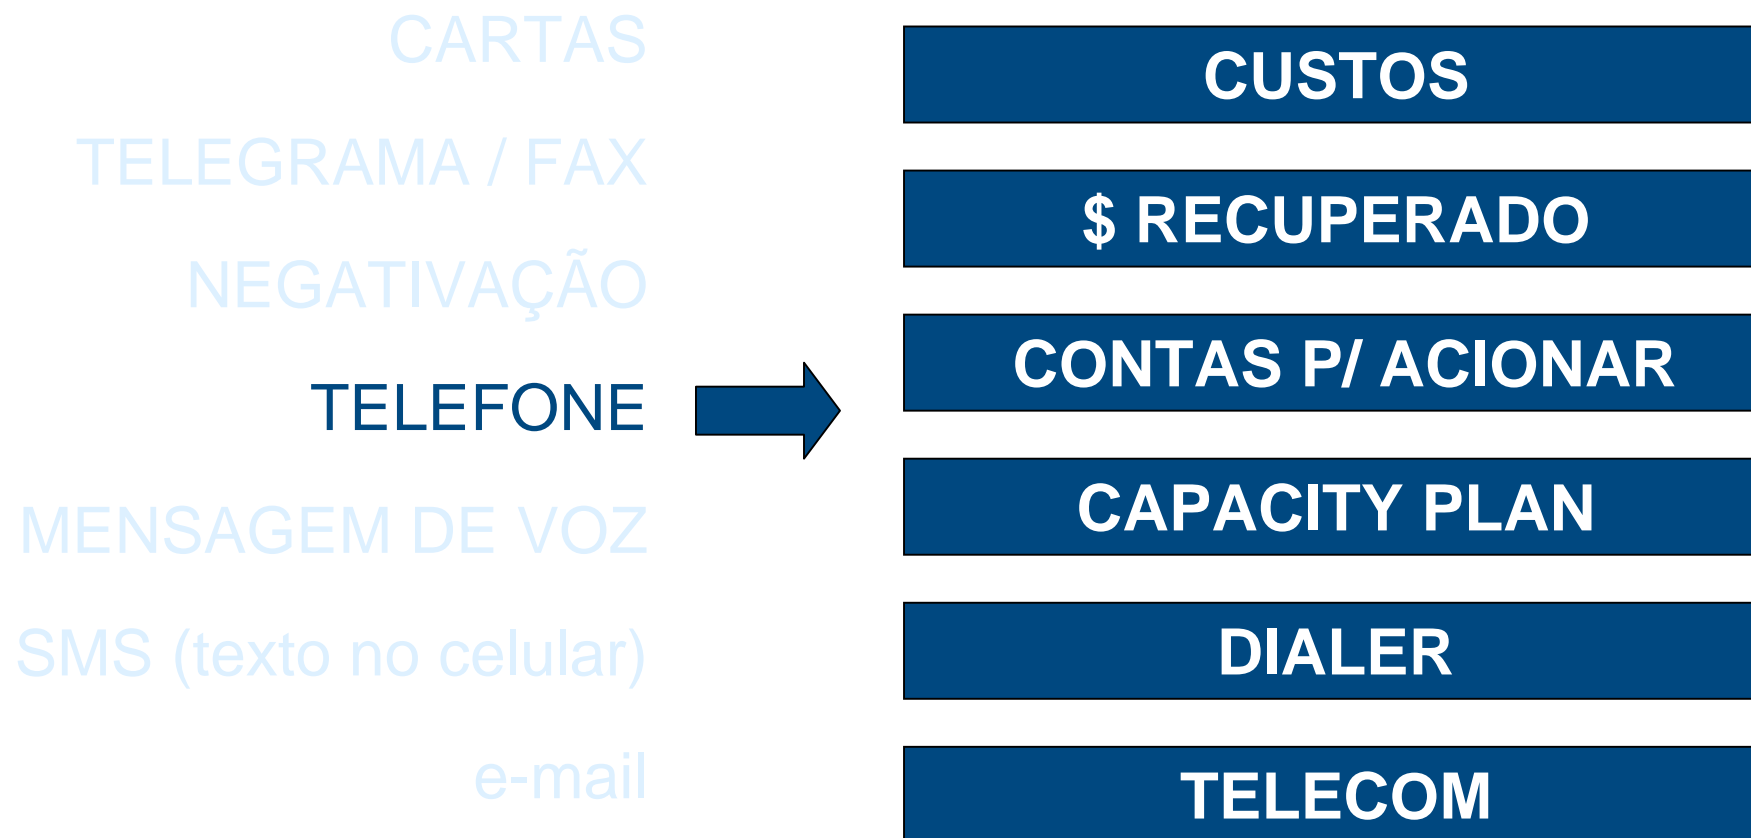 CARTAS
TELEGRAMA / FAX
NEGATIVAÇÃO
TELEFONE
MENSAGEM DE VOZ
SMS (texto no celular)
e-mail
CUSTOS
$ RECUPERADO
CONTAS P/ ACIONAR
CAPACITY PLAN
DIALER
TELECOM